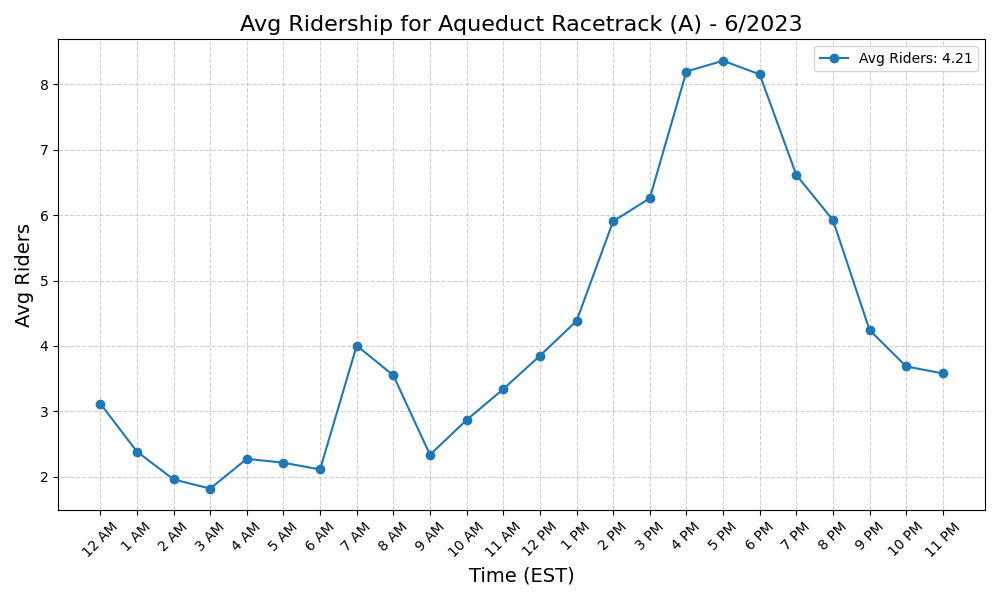 Avg Ridership for Aqueduct Racetrack (A) - 6/2023
Avg Riders: 4.21
8
7
6
5
4
3
2
Avg Riders
12 AM
1 AM
2 AM
3 AM
4 AM
5 AM
6 AM
7 AM
8 AM
9 AM
10 AM
11 AM
12 PM
1 PM
2 PM
3 PM
4 PM
5 PM
6 PM
7 PM
8 PM
9 PM
10 PM
11 PM
Time (EST)